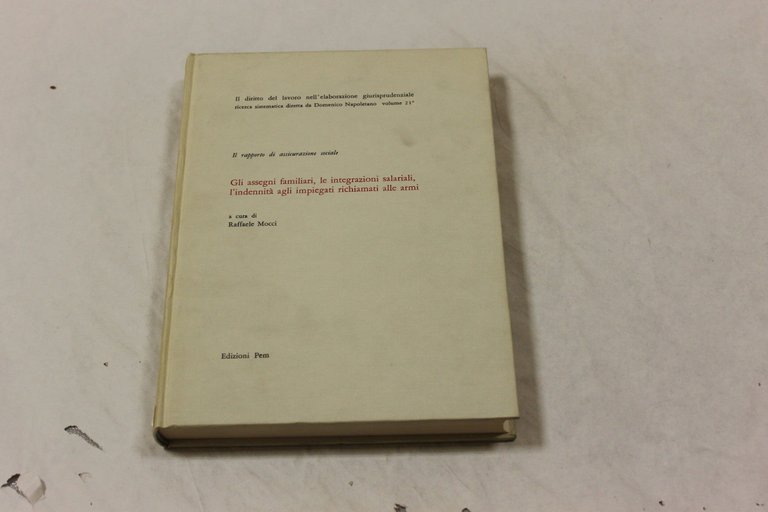 Il diritto del lavoro nell'elaborazione giurisprudenziale
ricerca sistematica diretta da Domenico Napoletano volume 21°
Il rapporto di assicurazione sociale
Gli assegni familiari, le integrazioni salariali,
l'indennità agli impiegati richiamati alle armi
a cura di
Raffaele Mocci
Edizioni Pem